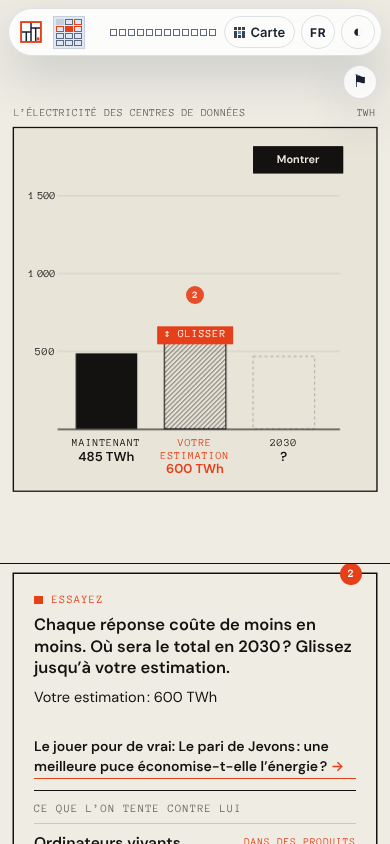 Carte
FR
L'ÉLECTRICITÉ DES CENTRES DE DONNÉES
TWH
Montrer
1 500
1 000
2
↕ GLISSER
500
MAINTENANT
485 TWh
VOTRE
ESTIMATION
600 TWh
2030
?
2
ESSAYEZ
Chaque réponse coûte de moins en
moins. Où sera le total en 2030 ? Glissez
jusqu’à votre estimation.
Votre estimation : 600 TWh
Le jouer pour de vrai: Le pari de Jevons : une
meilleure puce économise-t-elle l’énergie ? →
CE QUE L’ON TENTE CONTRE LUI
Ordinateurs vivants
DANS DES PRODUITS